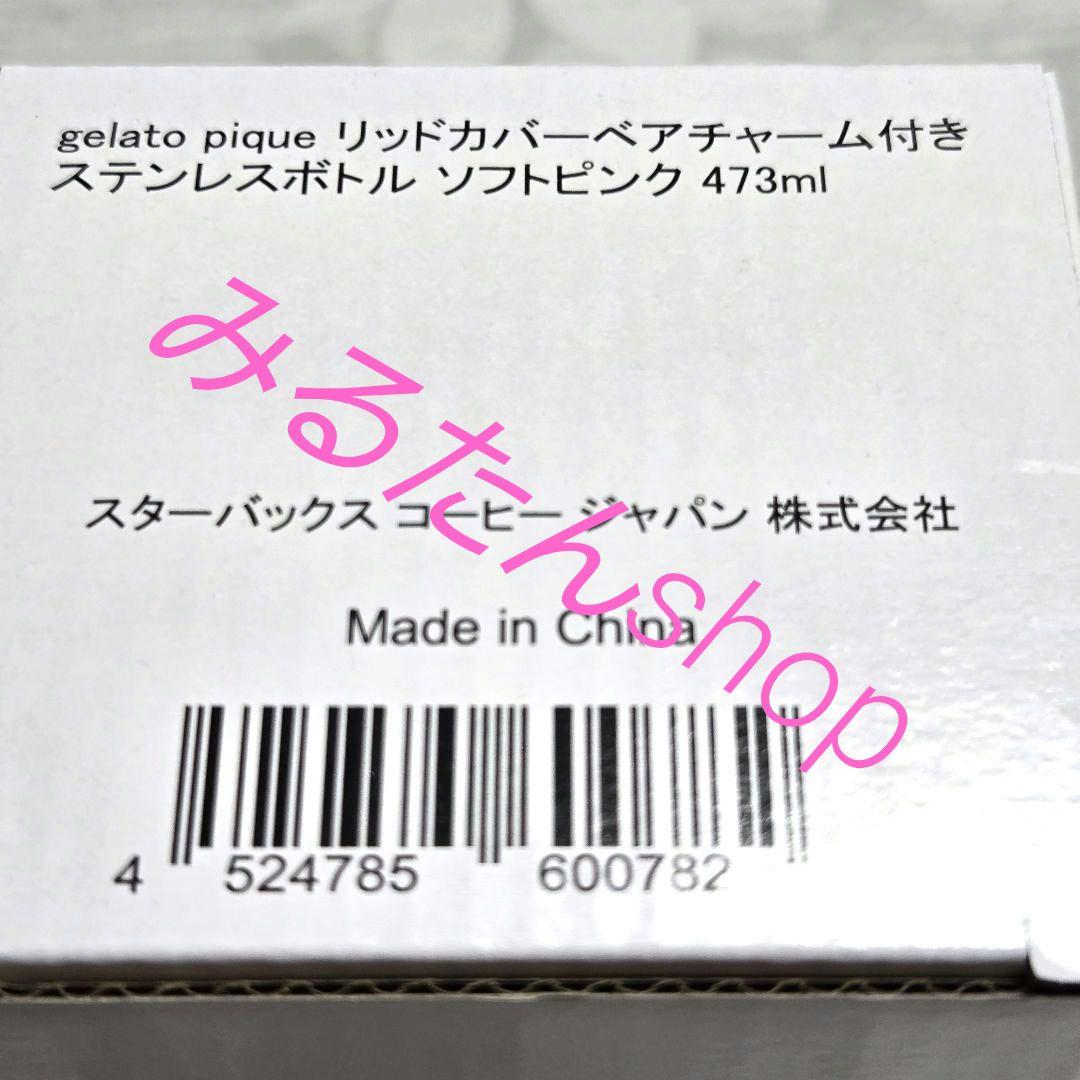 gelato pique リッドカバーベアチャーム付き
ステンレスボトル ソフトピンク 473ml
みるたんshop
スターバックス コーヒー ジャパン 株式会社
Made in China
4 524785 600782